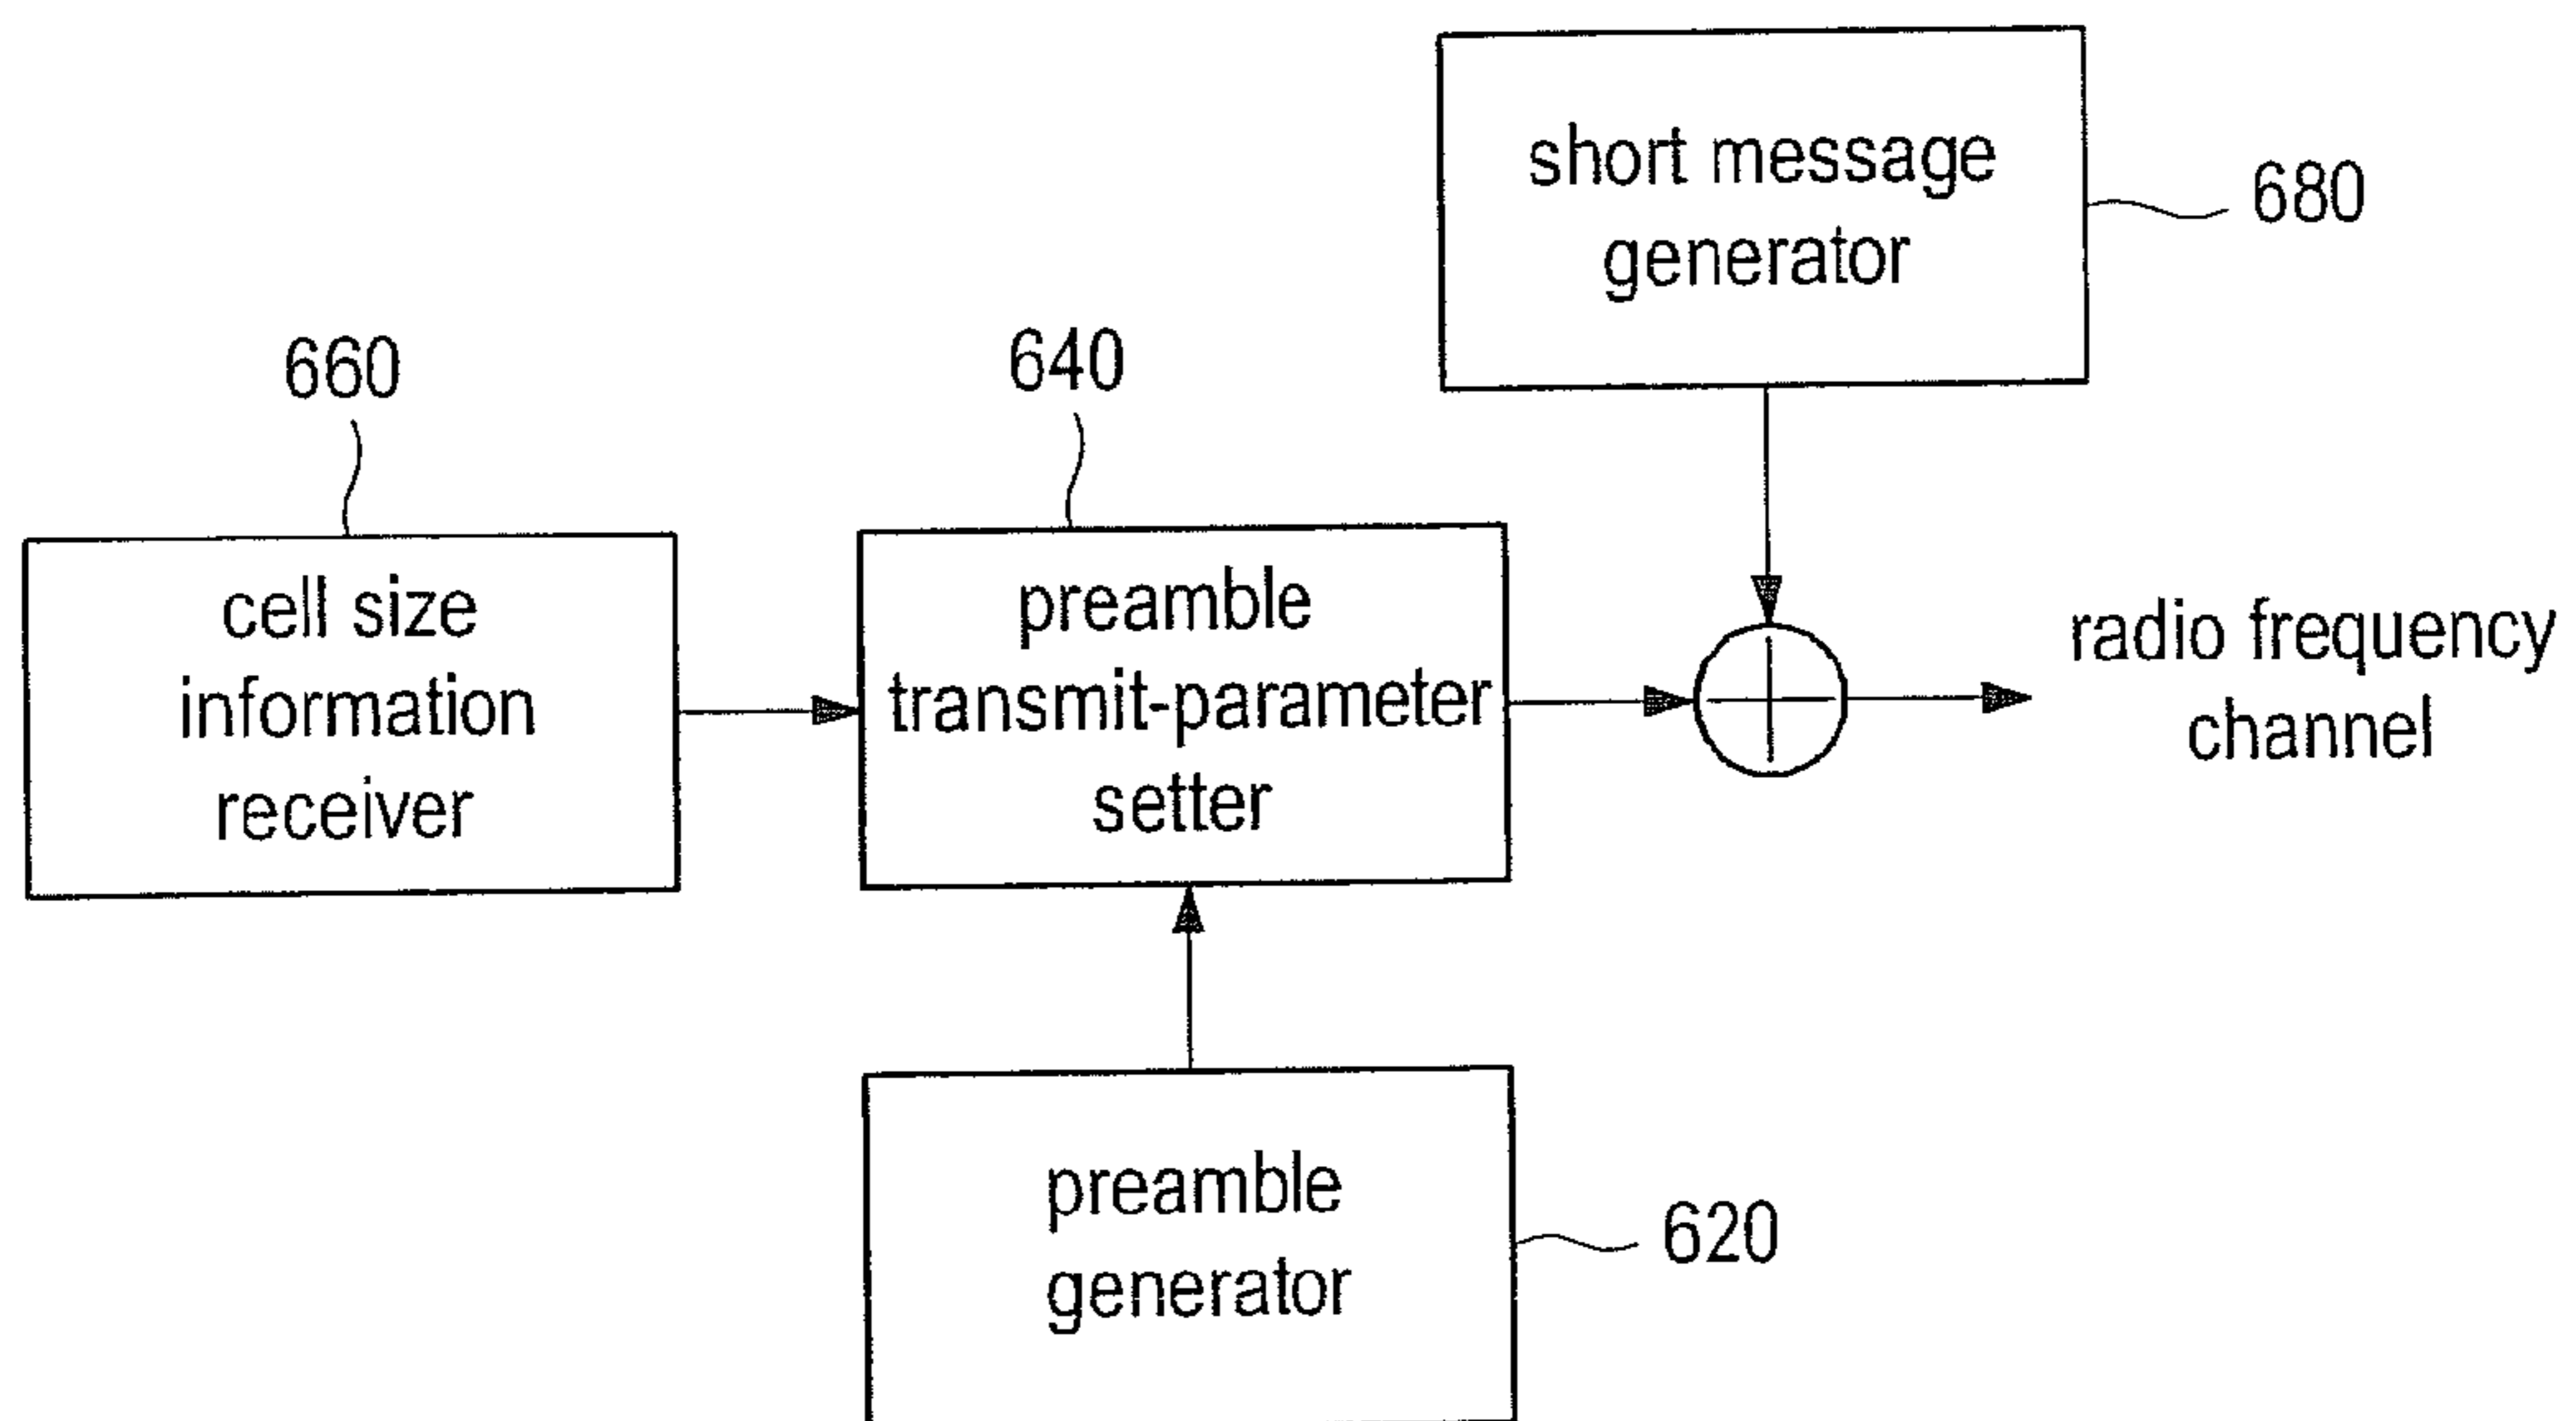 short message
generator
680
660
640
cell size
information
receiver
preamble
transmit-parameter
setter
radio frequency
channel
preamble
generator
620